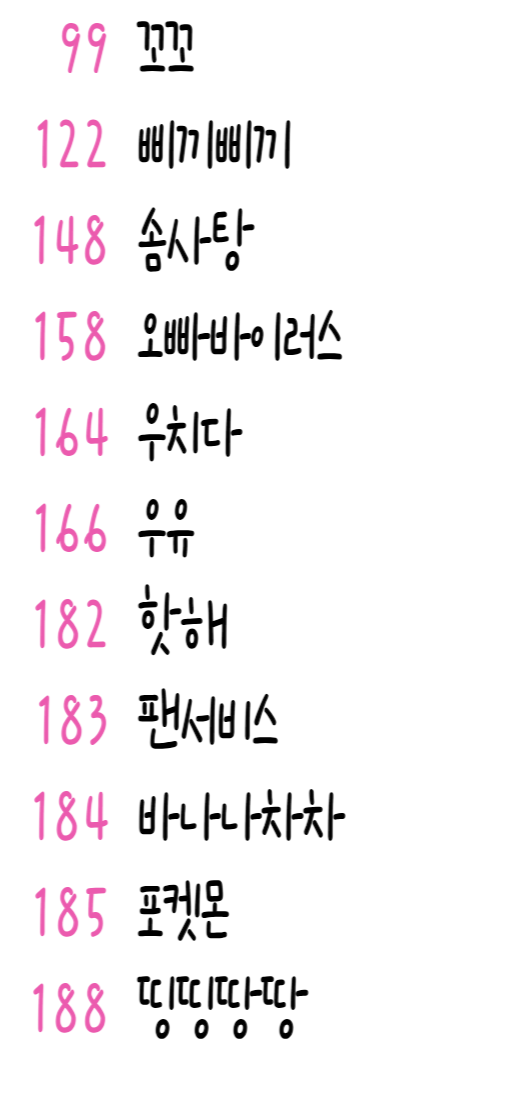 99 꼬꼬
122 삐끼삐끼
148 솜사탕
158 오빠바이러스
164 우치다
166 우유
182 핫해
183 팬서비스
184 바나나차차
185 포켓몬
188 띵띵땅땅